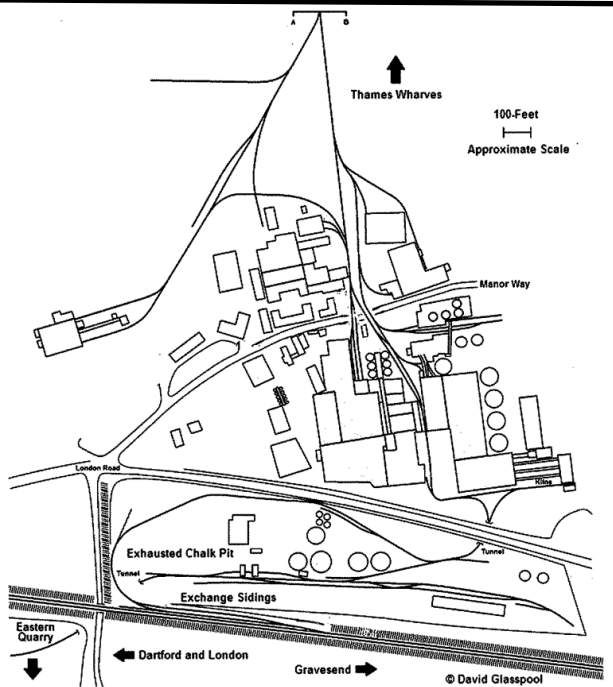 A B
Thames Wharves
100-Feet
Approximate Scale
Manor Way
London Road
Kilns
Exhausted Chalk Pit
Tunnel
Tunnel
Exchange Sidings
Eastern
Quarry
Dartford and London
Gravesend
© David Glasspool